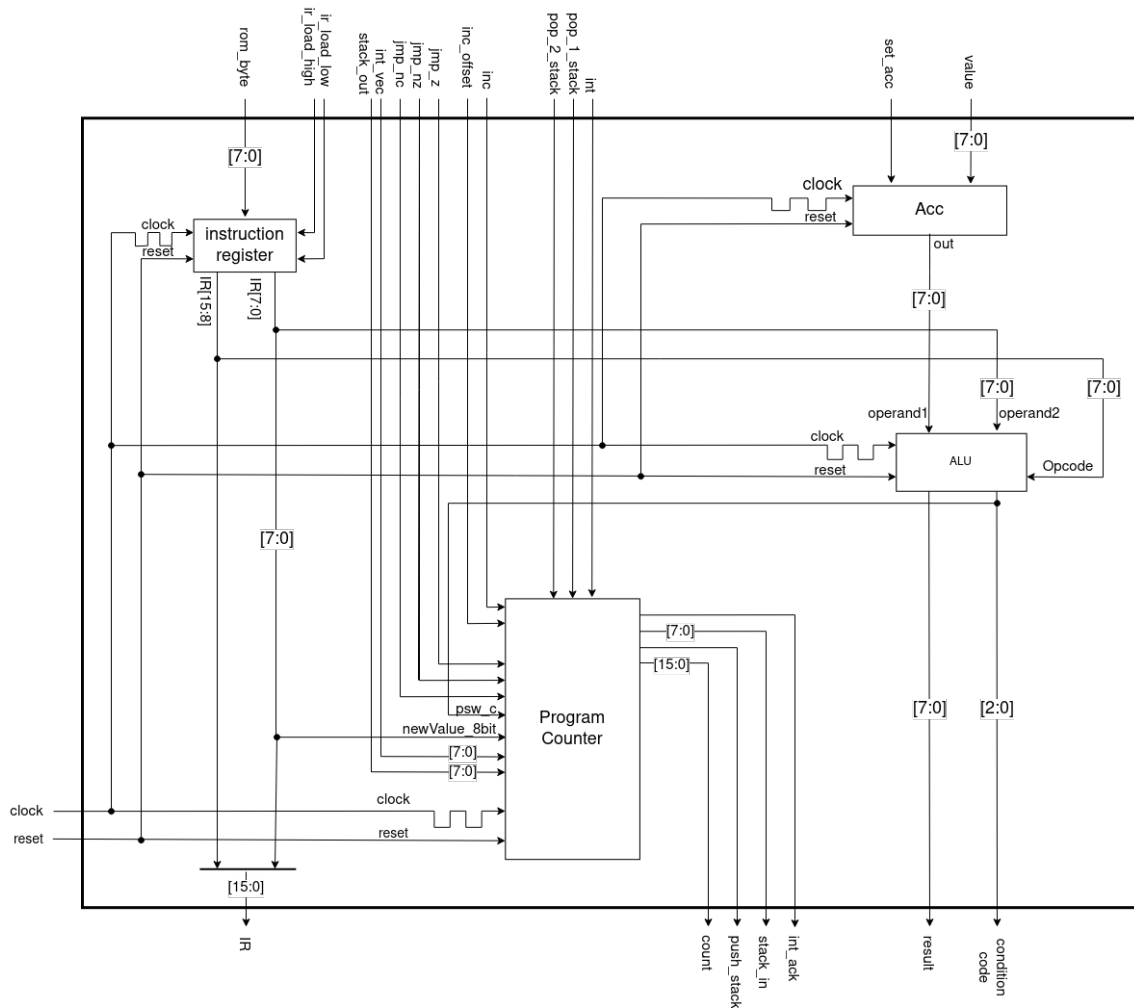 rom_byte
ir_load_high
ir_load_low
stack_out
int_vec
jmp_nc
jmp_nz
jmp_z
inc_offset
inc
pop_2_stack
pop_1_stack
int
set_acc
value
[7:0]
[7:0]
clock
reset
instruction
register
IR[15:8]
IR[7:0]
clock
reset
Acc
out
[7:0]
[7:0]
[7:0]
operand1
operand2
clock
reset
ALU
Opcode
[7:0]
psw_c
newValue_8bit
[7:0]
[7:0]
clock
reset
Program
Counter
[7:0]
[15:0]
[7:0]
[2:0]
clock
reset
[15:0]
IR
count
push_stack
stack_in
int_ack
result
condition
code